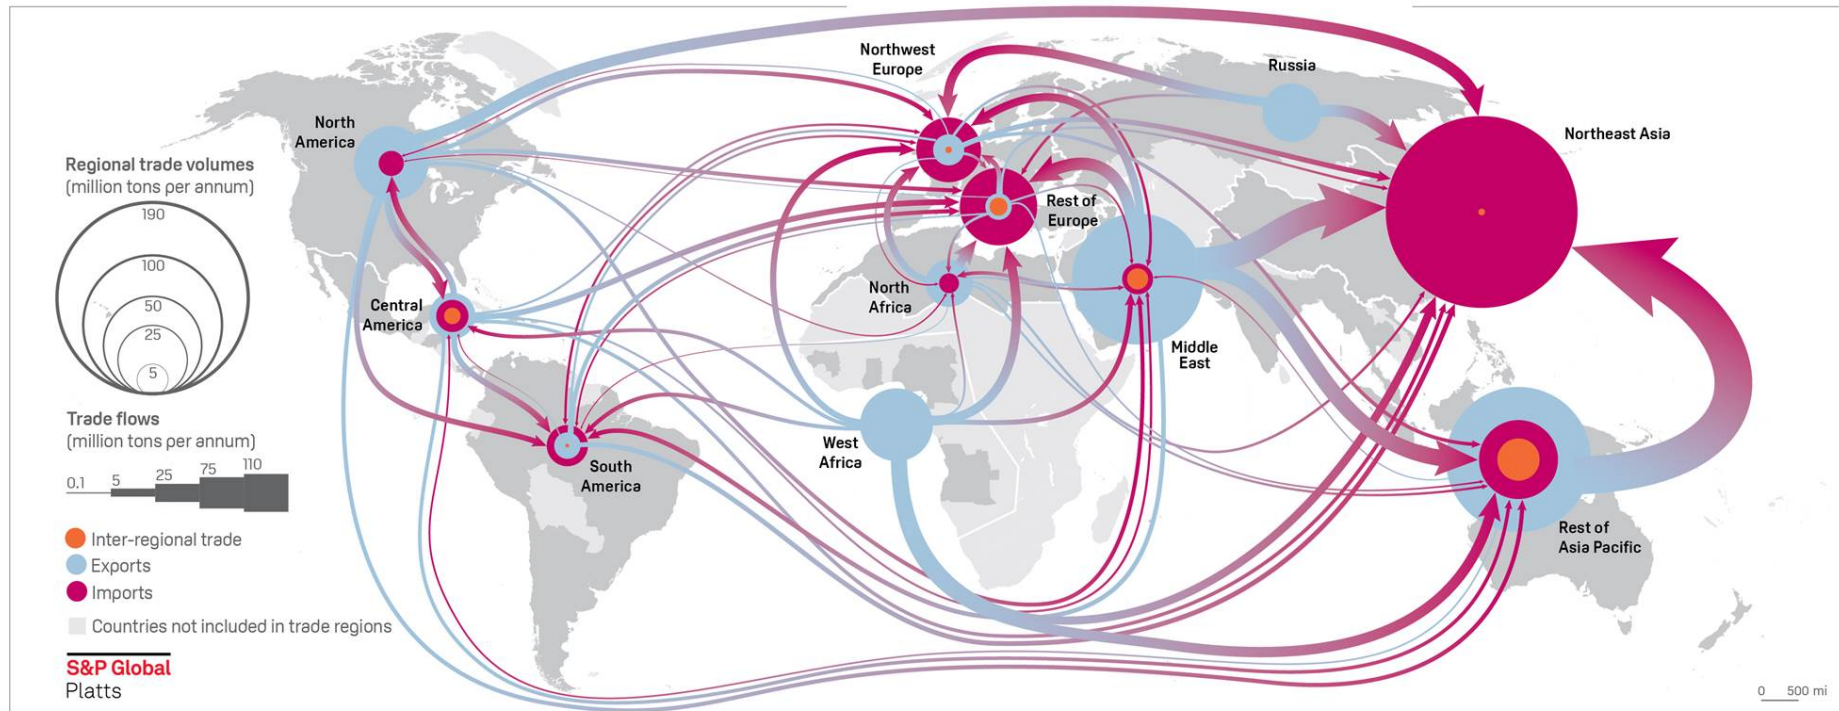 Regional trade volumes
(million tons per annum)
190
100
50
25
5
Trade flows
(million tons per annum)
0.1
5
25
75
110
Inter-regional trade
Exports
Imports
Countries not included in trade regions
S&P Global
Platts
North
America
Central
America
South
America
Northwest
Europe
Rest of
Europe
North
Africa
West
Africa
Middle
East
Russia
Northeast Asia
Rest of
Asia Pacific
0 500 mi